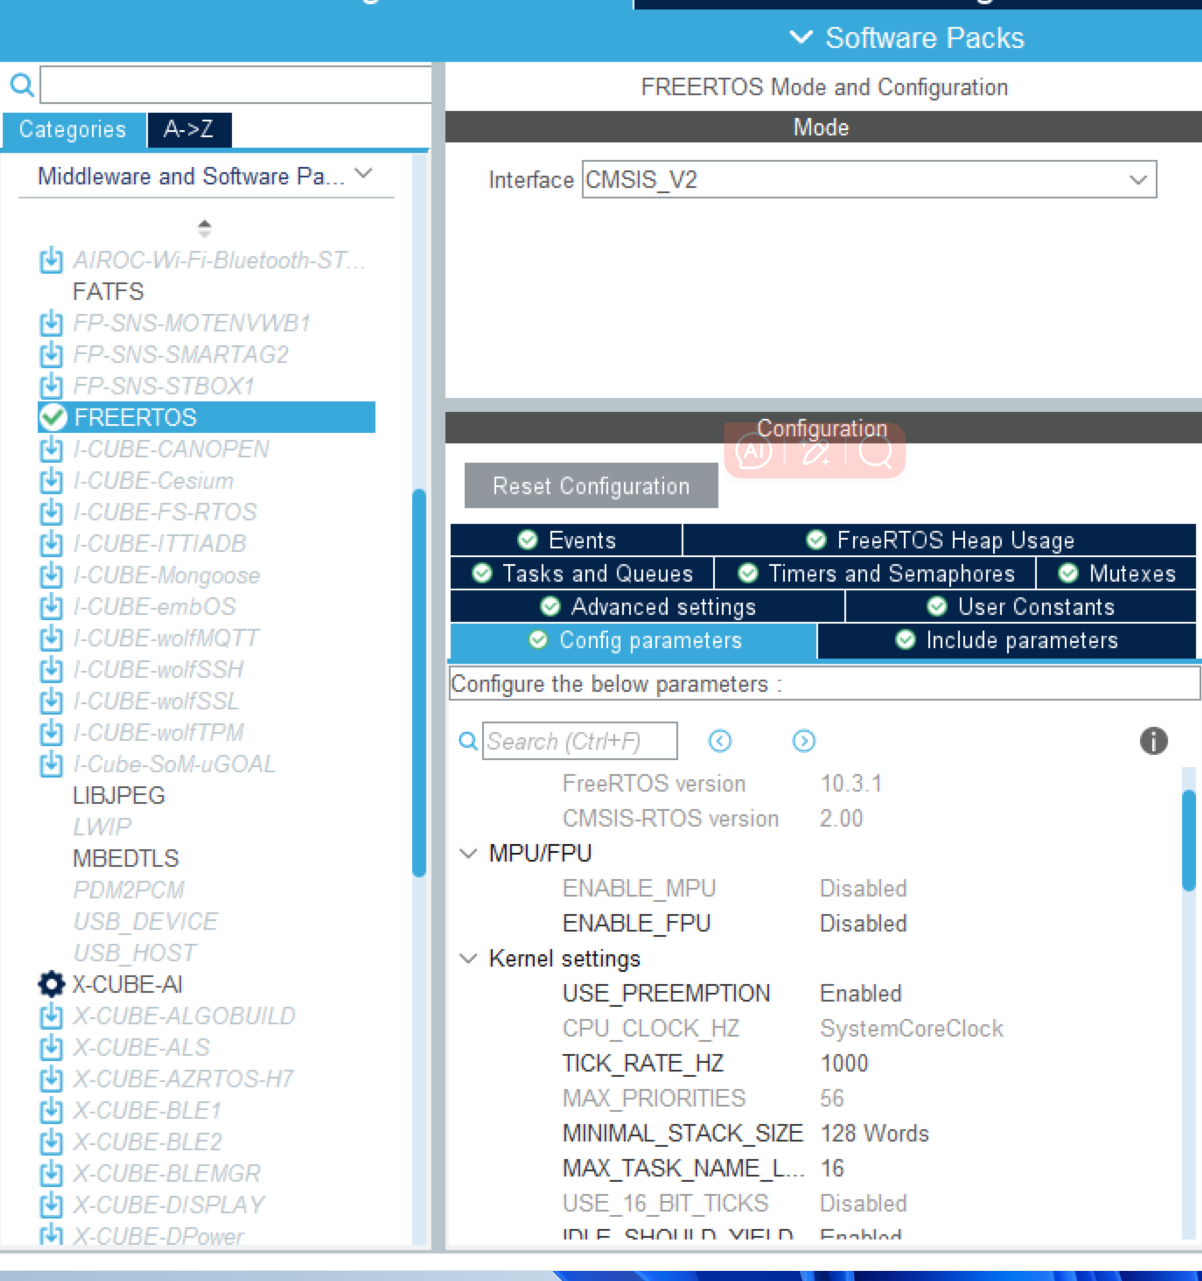 Software Packs
FREERTOS Mode and Configuration
Categories
A->Z
Mode
Middleware and Software Pa...
Interface
CMSIS_V2
AIROC-Wi-Fi-Bluetooth-ST...
FATFS
FP-SNS-MOTENVWB1
FP-SNS-SMARTAG2
FP-SNS-STBOX1
FREERTOS
I-CUBE-CANOPEN
I-CUBE-Cesium
I-CUBE-FS-RTOS
I-CUBE-ITTIADB
I-CUBE-Mongoose
I-CUBE-embOS
I-CUBE-wolfMQTT
I-CUBE-wolfSSH
I-CUBE-wolfSSL
I-CUBE-wolfTPM
I-Cube-SoM-uGOAL
LIBJPEG
LWIP
MBEDTLS
PDM2PCM
USB_DEVICE
USB_HOST
X-CUBE-AI
X-CUBE-ALGOBUILD
X-CUBE-ALS
X-CUBE-AZRTOS-H7
X-CUBE-BLE1
X-CUBE-BLE2
X-CUBE-BLEMGR
X-CUBE-DISPLAY
X-CUBE-DPower
Configuration
AI
Reset Configuration
Events
FreeRTOS Heap Usage
Tasks and Queues
Timers and Semaphores
Mutexes
Advanced settings
User Constants
Config parameters
Include parameters
Configure the below parameters :
Search (Ctrl+F)
FreeRTOS version 10.3.1
CMSIS-RTOS version 2.00
MPU/FPU
ENABLE_MPU Disabled
ENABLE_FPU Disabled
Kernel settings
USE_PREEMPTION Enabled
CPU_CLOCK_HZ SystemCoreClock
TICK_RATE_HZ 1000
MAX_PRIORITIES 56
MINIMAL_STACK_SIZE 128 Words
MAX_TASK_NAME_L... 16
USE_16_BIT_TICKS Disabled
IDLE_SHOULD_YIELD Enabled